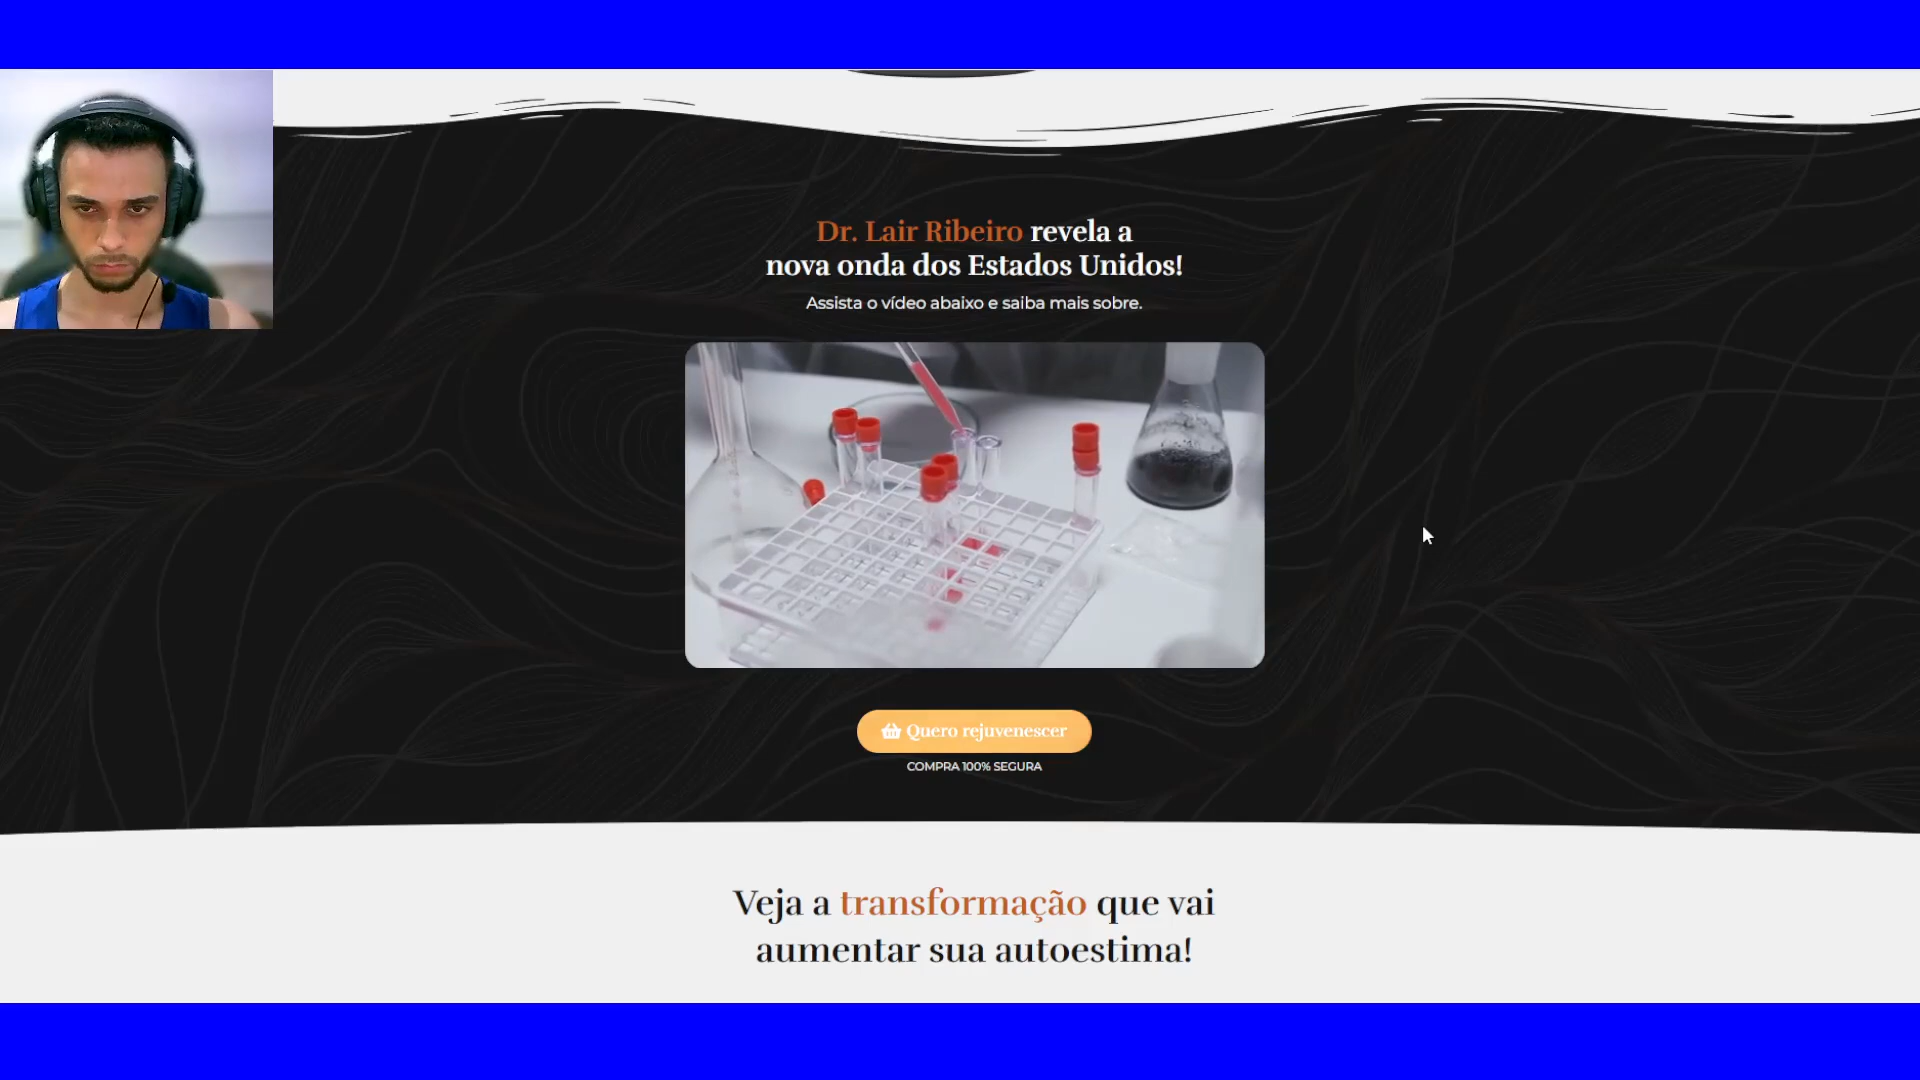 Dr. Lair Ribeiro revela a
nova onda dos Estados Unidos!
Assista o vídeo abaixo e saiba mais sobre.
Quero rejuvenescer
COMPRA 100% SEGURA
Veja a transformação que vai
aumentar sua autoestima!